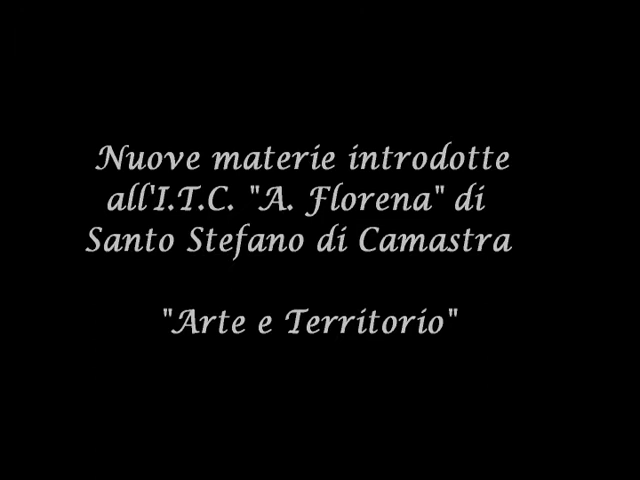 Nuove materie introdotte
all'I.T.C. "A. Florena" di
Santo Stefano di Camastra
"Arte e Territorio"